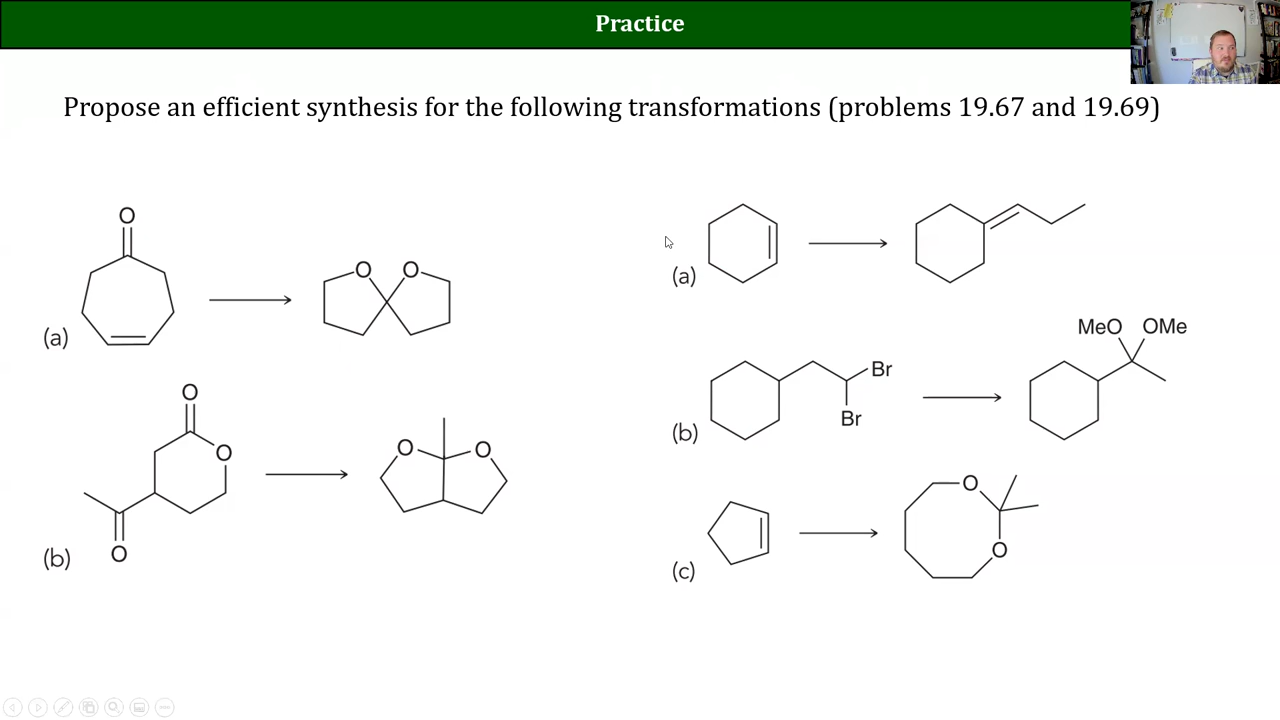 Practice
Propose an efficient synthesis for the following transformations (problems 19.67 and 19.69)
O
O O
(a)
O
O
O
(b)
O O
(a)
Br
Br
MeO OMe
(b)
O
O
(c)